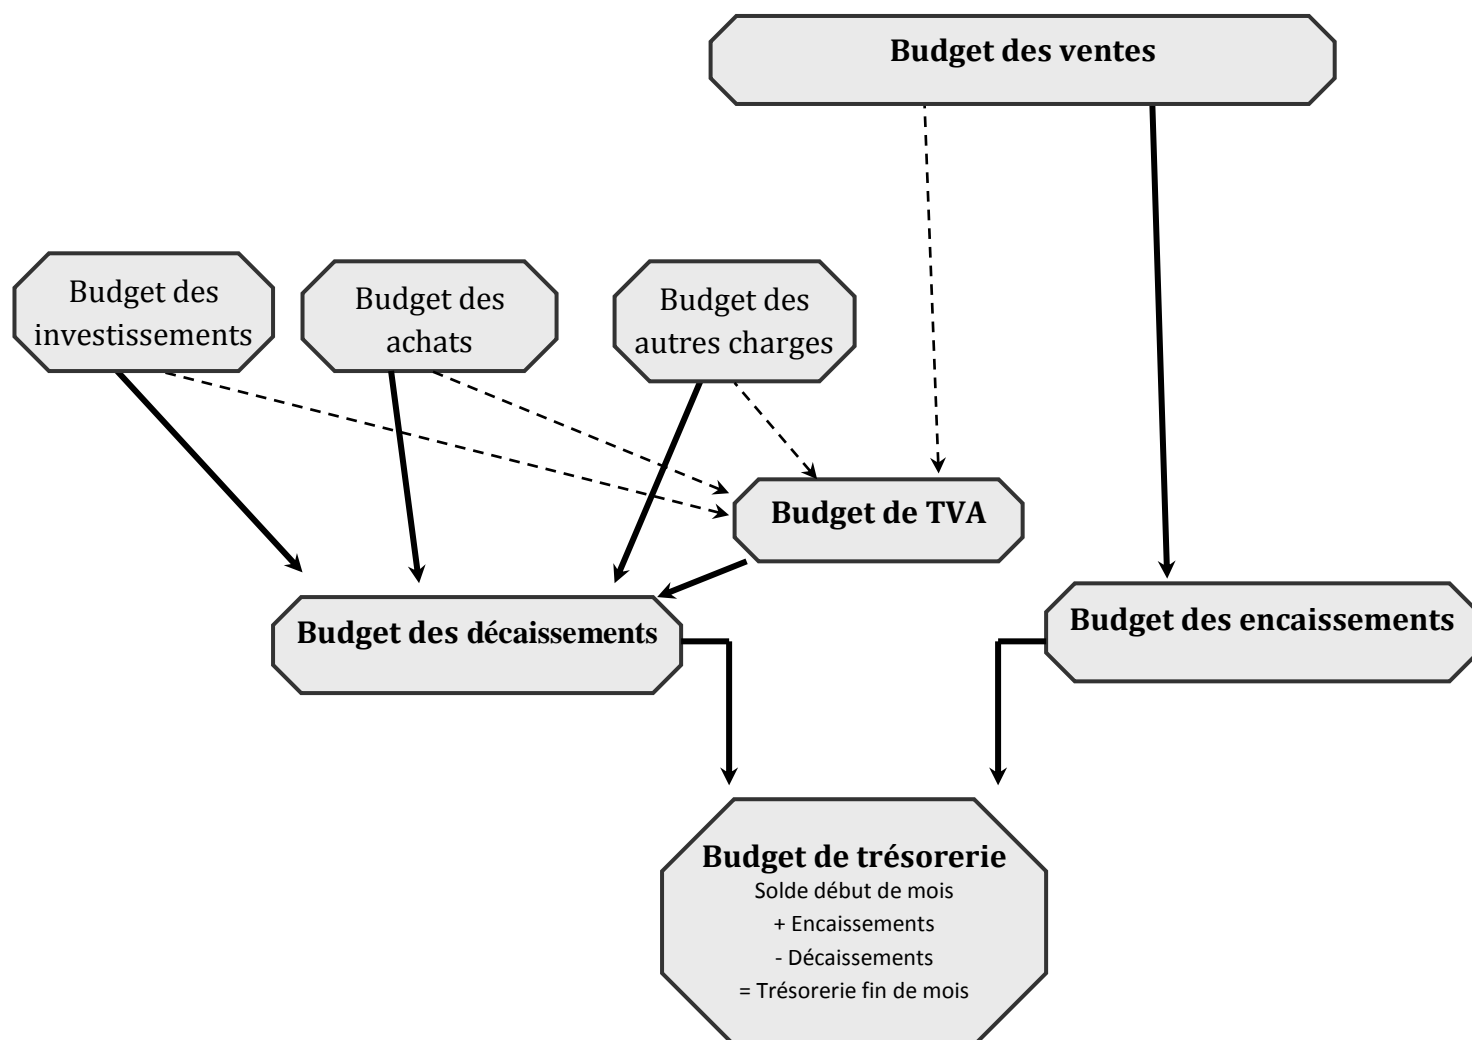 Budget des ventes
Budget des
investissements
Budget des
achats
Budget des
autres charges
Budget de TVA
Budget des décaissements
Budget des encaissements
Budget de trésorerie
Solde début de mois
+ Encaissements
- Décaissements
= Trésorerie fin de mois